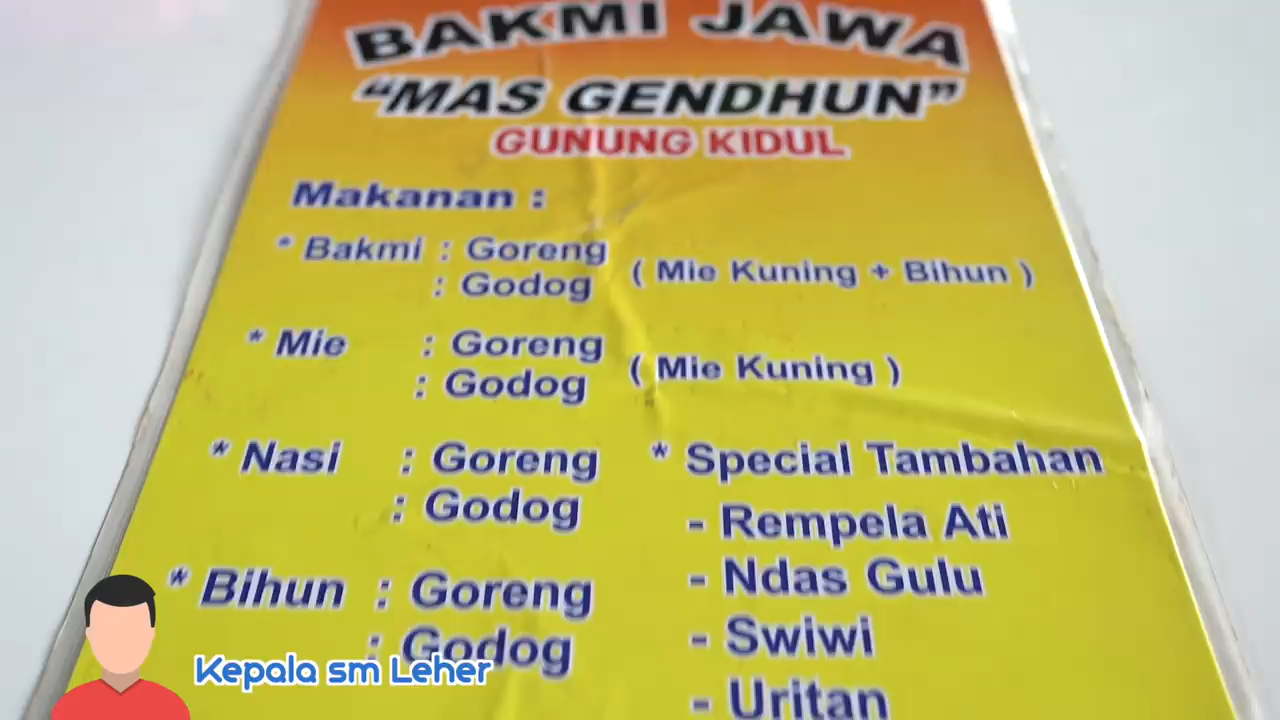 BAKMI JAWA
"MAS GENDHUN"
GUNUNG KIDUL
Makanan :
* Bakmi : Goreng
: Godog
( Mie Kuning + Bihun )
* Mie : Goreng
: Godog
( Mie Kuning )
* Nasi : Goreng
: Godog
* Bihun : Goreng
: Godog
* Special Tambahan
- Rempela Ati
- Ndas Gulu
- Swiwi
- Uritan
Kepala sm Leher